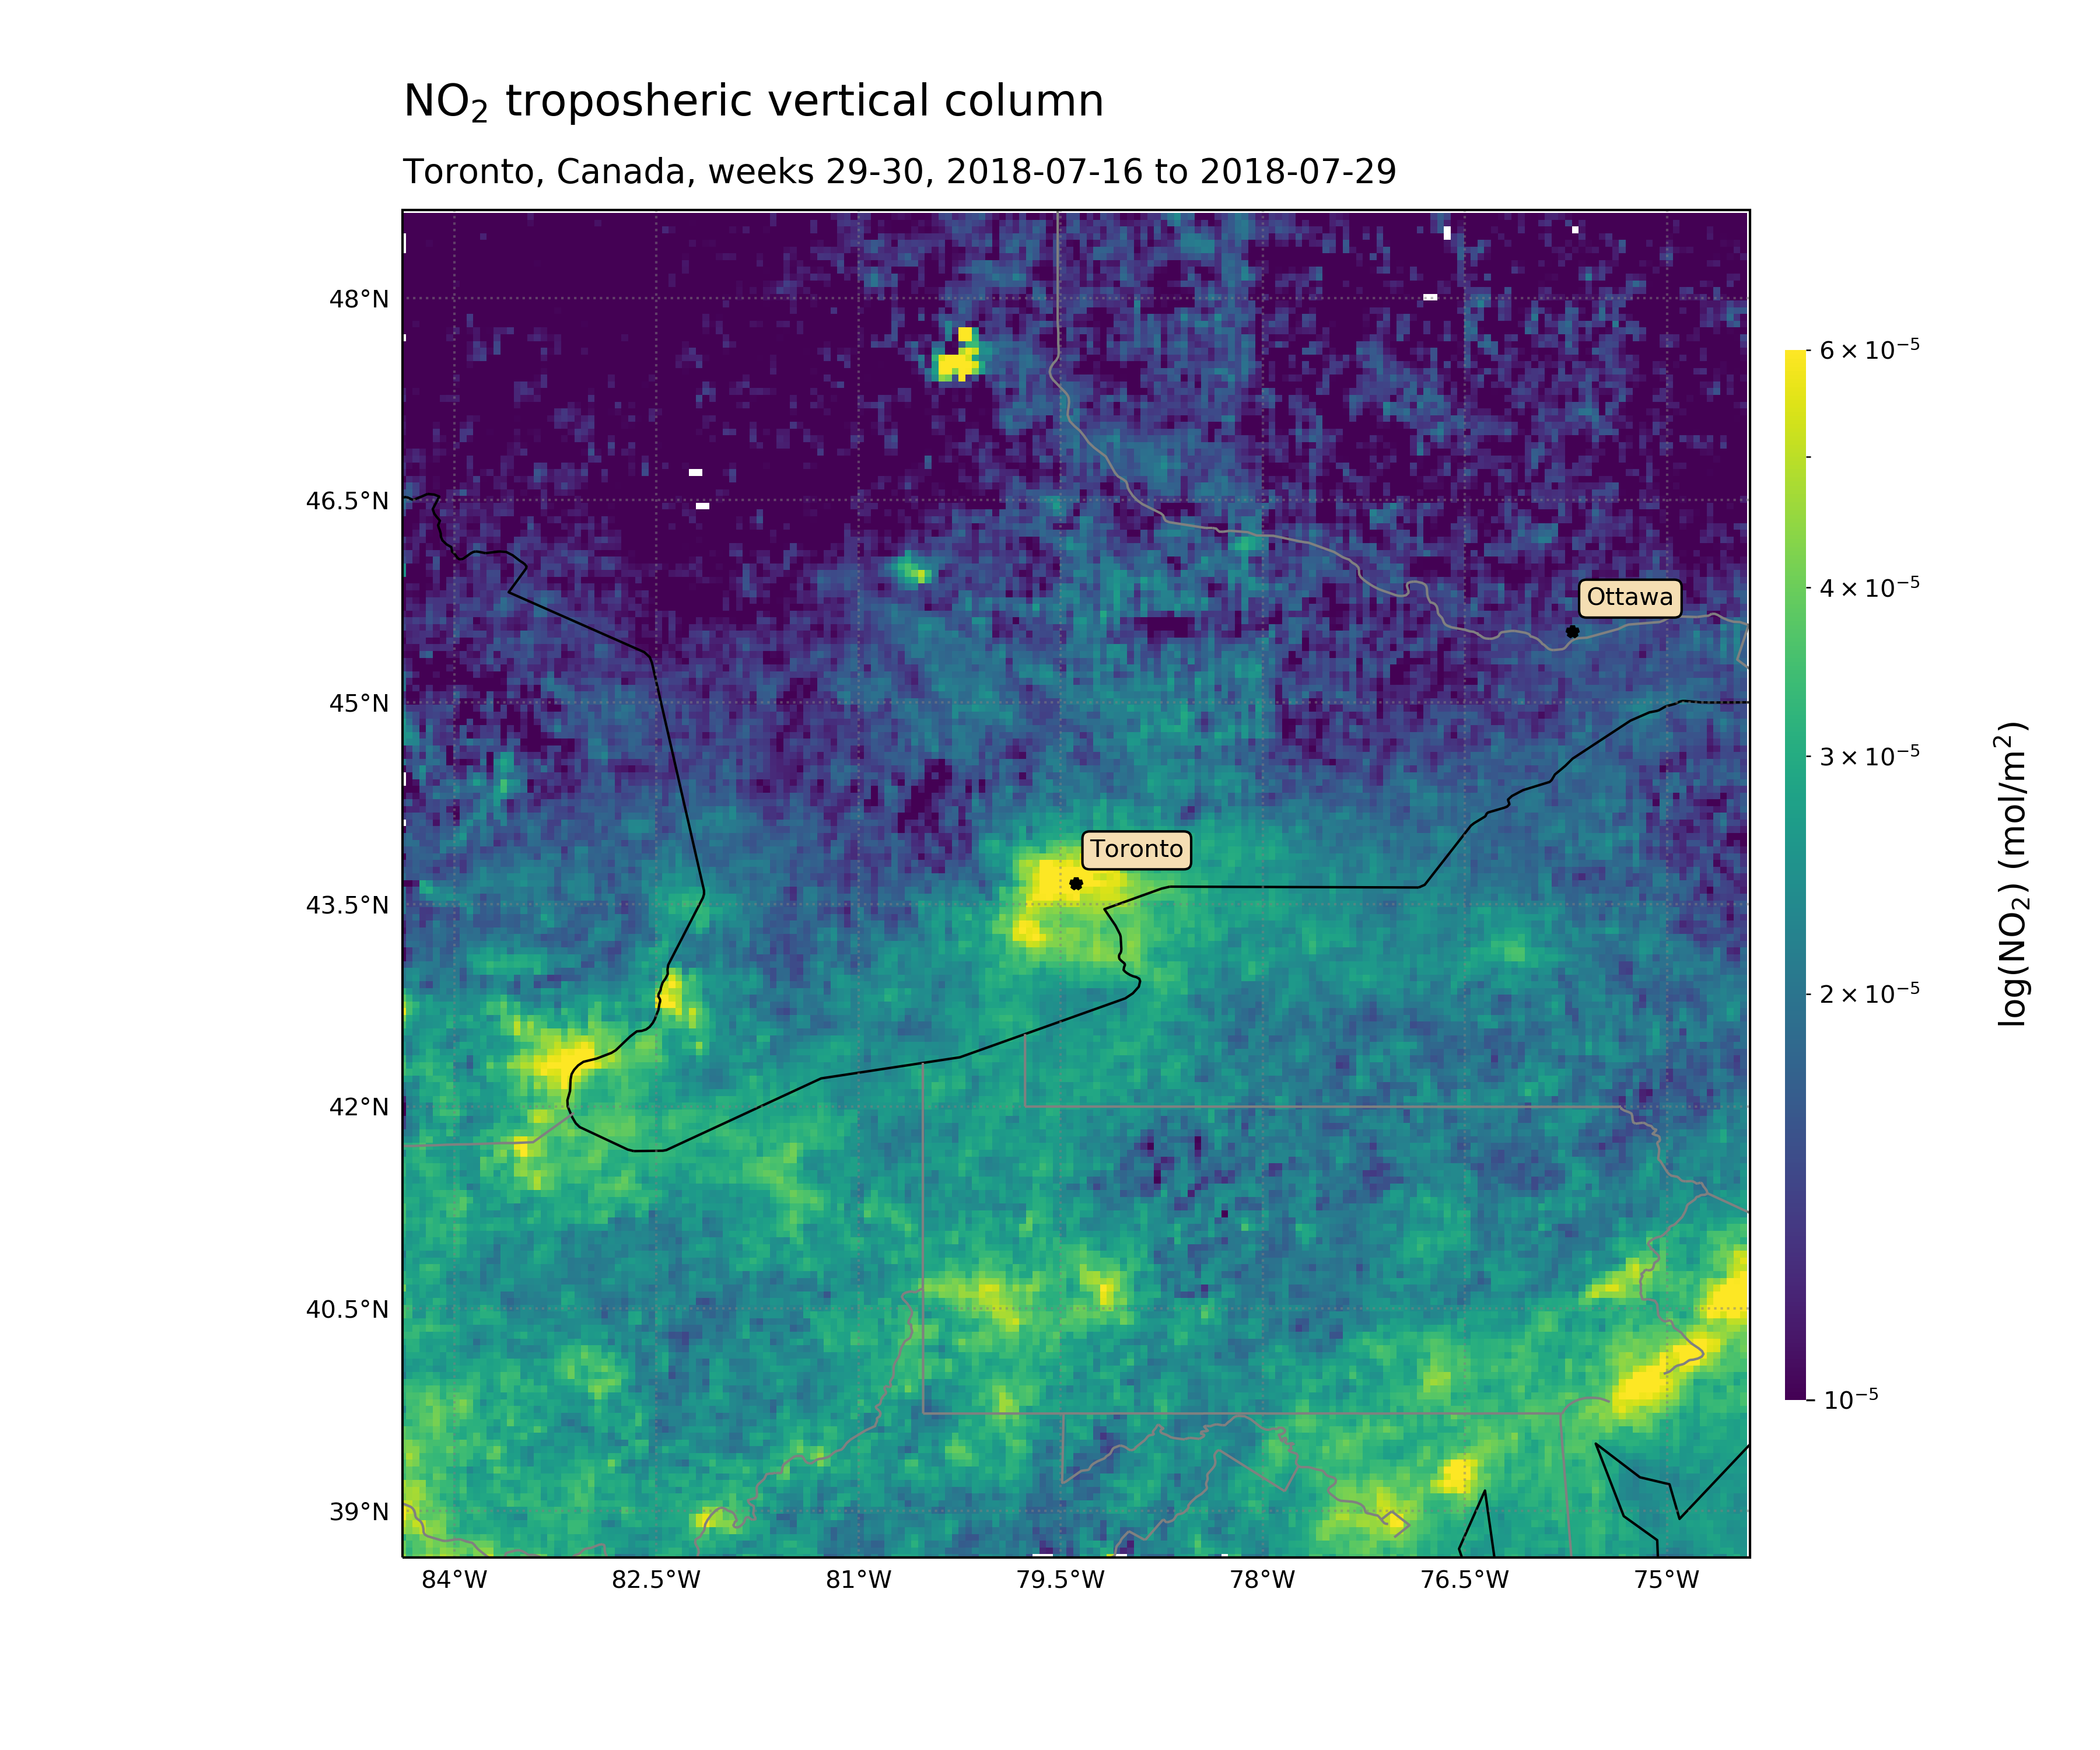 NO₂ troposheric vertical column
Toronto, Canada, weeks 29-30, 2018-07-16 to 2018-07-29
48°N
46.5°N
45°N
43.5°N
42°N
40.5°N
39°N
84°W 82.5°W 81°W 79.5°W 78°W 76.5°W 75°W
Ottawa
Toronto
6 × 10⁻⁵
4 × 10⁻⁵
3 × 10⁻⁵
2 × 10⁻⁵
10⁻⁵
log(NO₂) (mol/m²)